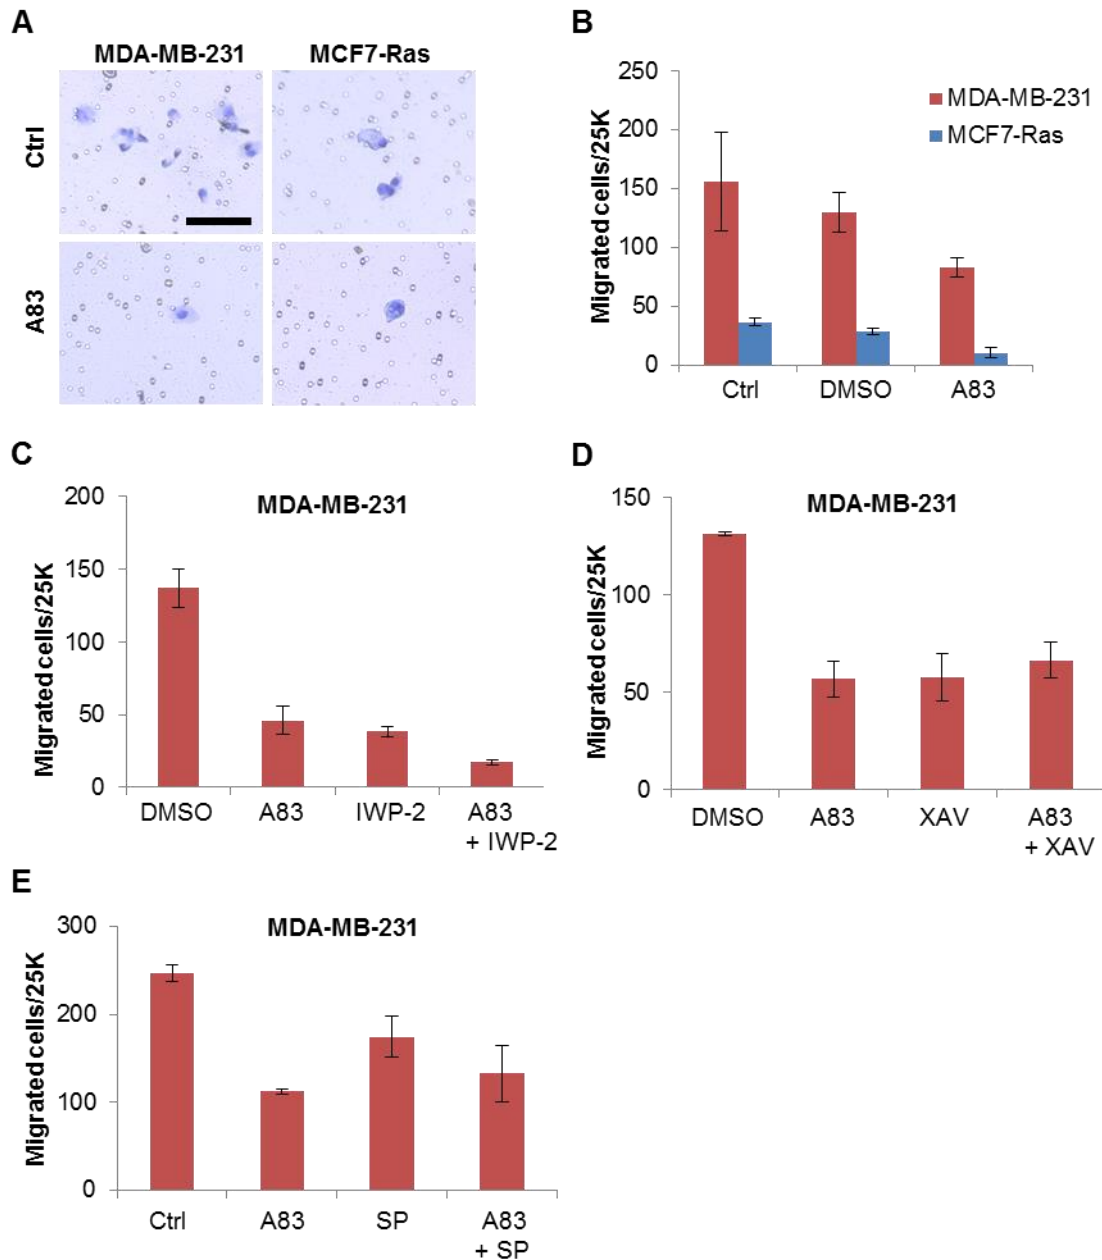 A
MDA-MB-231 MCF7-Ras
Ctrl
A83
B
Migrated cells/25K
250
200
150
100
50
0
MDA-MB-231
MCF7-Ras
Ctrl DMSO A83
C
MDA-MB-231
Migrated cells/25K
200
150
100
50
0
DMSO A83 IWP-2 A83
+ IWP-2
D
MDA-MB-231
Migrated cells/25K
150
100
50
0
DMSO A83 XAV A83
+ XAV
E
MDA-MB-231
Migrated cells/25K
300
200
100
0
Ctrl A83 SP A83
+ SP